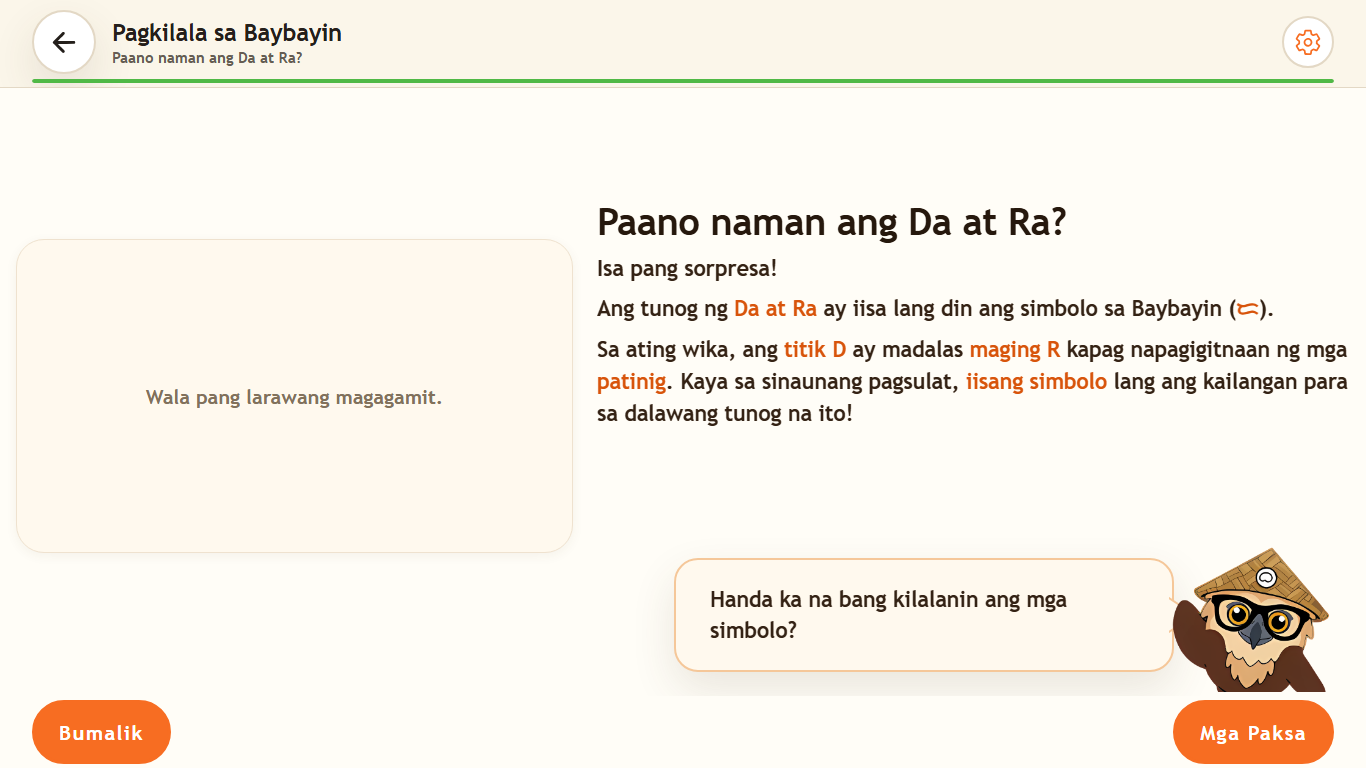 Pagkilala sa Baybayin
Paano naman ang Da at Ra?
Wala pang larawang magagamit.
Paano naman ang Da at Ra?
Isa pang sorpresa!
Ang tunog ng Da at Ra ay iisa lang din ang simbolo sa Baybayin (ᜇ).
Sa ating wika, ang titik D ay madalas maging R kapag napagigitnaan ng mga
patinig. Kaya sa sinaunang pagsulat, iisang simbolo lang ang kailangan para
sa dalawang tunog na ito!
Handa ka na bang kilalanin ang mga
simbolo?
Bumalik
Mga Paksa